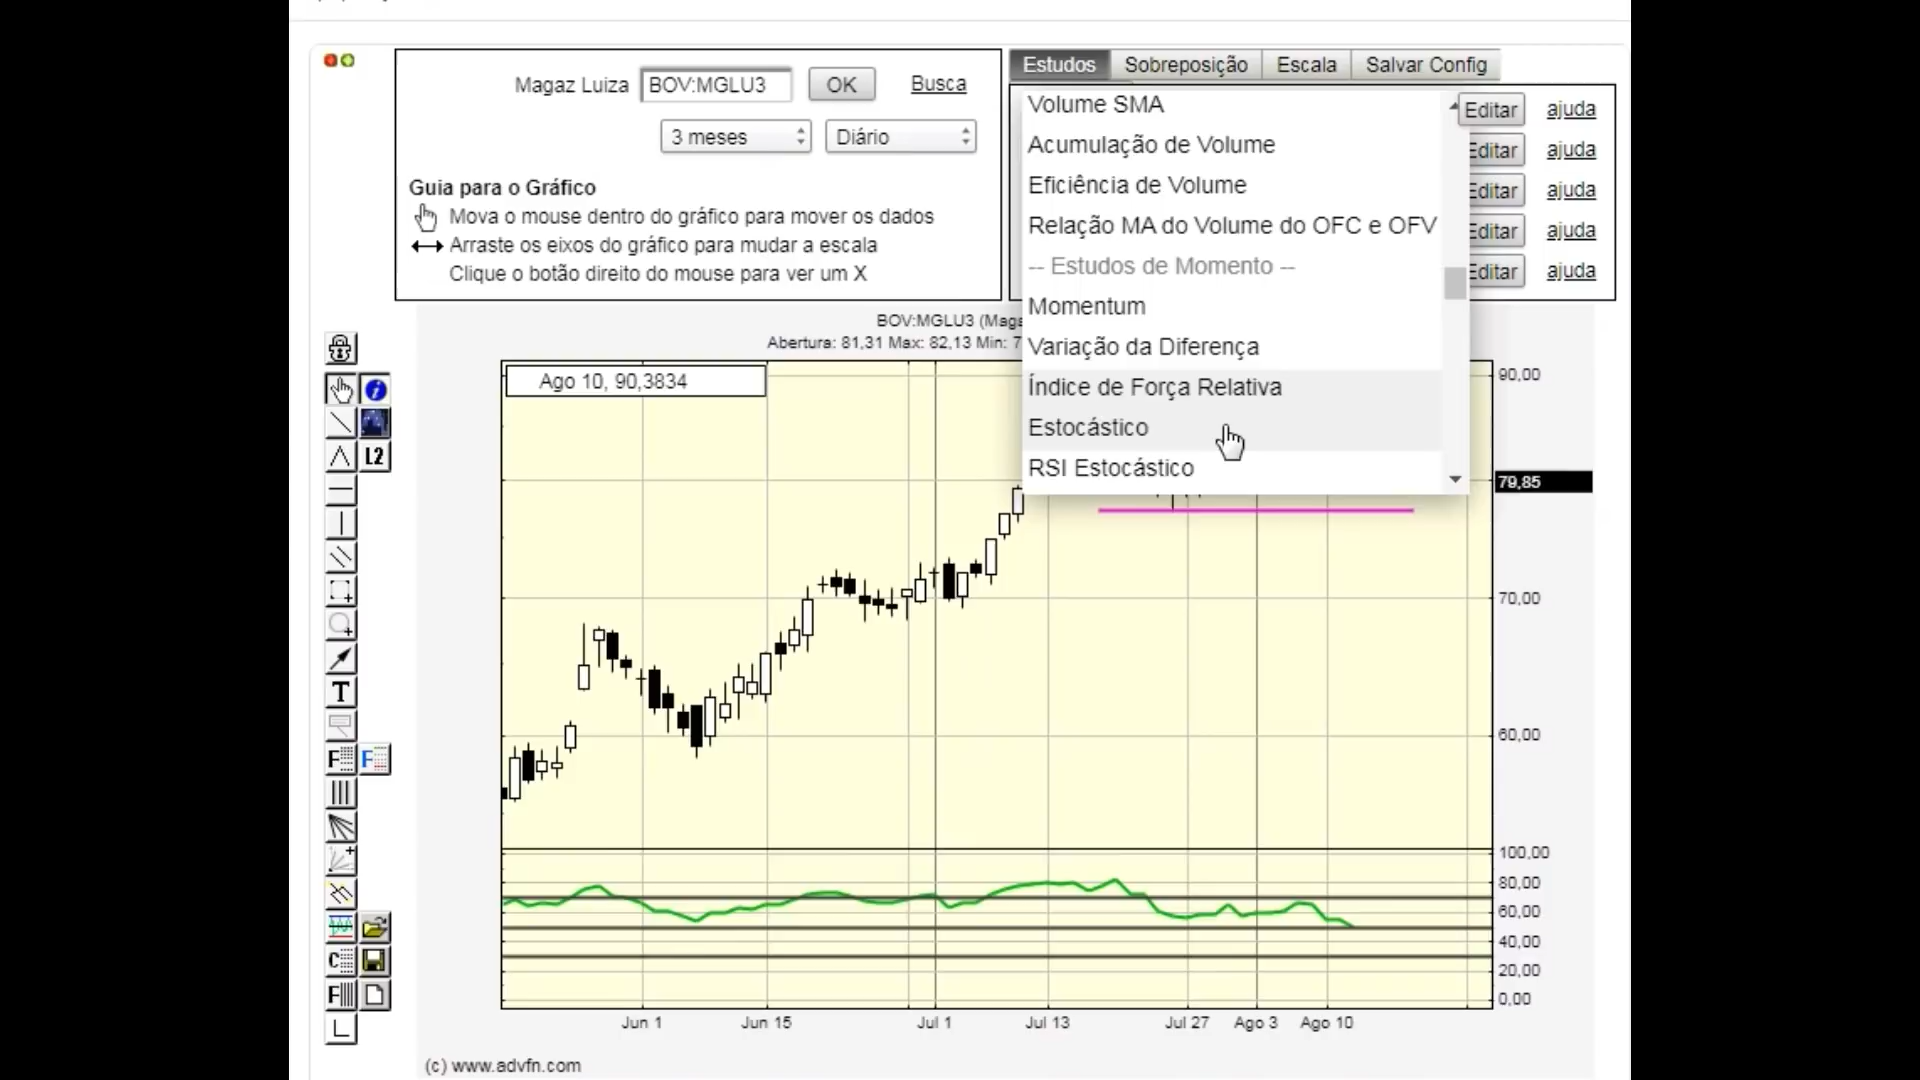 Magaz Luiza BOV:MGLU3 OK Busca
3 meses Diário
Guia para o Gráfico
Mova o mouse dentro do gráfico para mover os dados
Arraste os eixos do gráfico para mudar a escala
Clique o botão direito do mouse para ver um X
Estudos Sobreposição Escala Salvar Config
Volume SMA
Acumulação de Volume
Eficiência de Volume
Relação MA do Volume do OFC e OFV
-- Estudos de Momento --
Momentum
Variação da Diferença
Índice de Força Relativa
Estocástico
RSI Estocástico
Editar ajuda
Editar ajuda
Editar ajuda
Editar ajuda
Editar ajuda
BOV:MGLU3 (Maga
Abertura: 81,31 Max: 82,13 Min: 7
Ago 10, 90,3834
90,00
79,85
70,00
60,00
100,00
80,00
60,00
40,00
20,00
0,00
Jun 1 Jun 15 Jul 1 Jul 13 Jul 27 Ago 3 Ago 10
L2
T
F F
C
F
(c) www.advfn.com